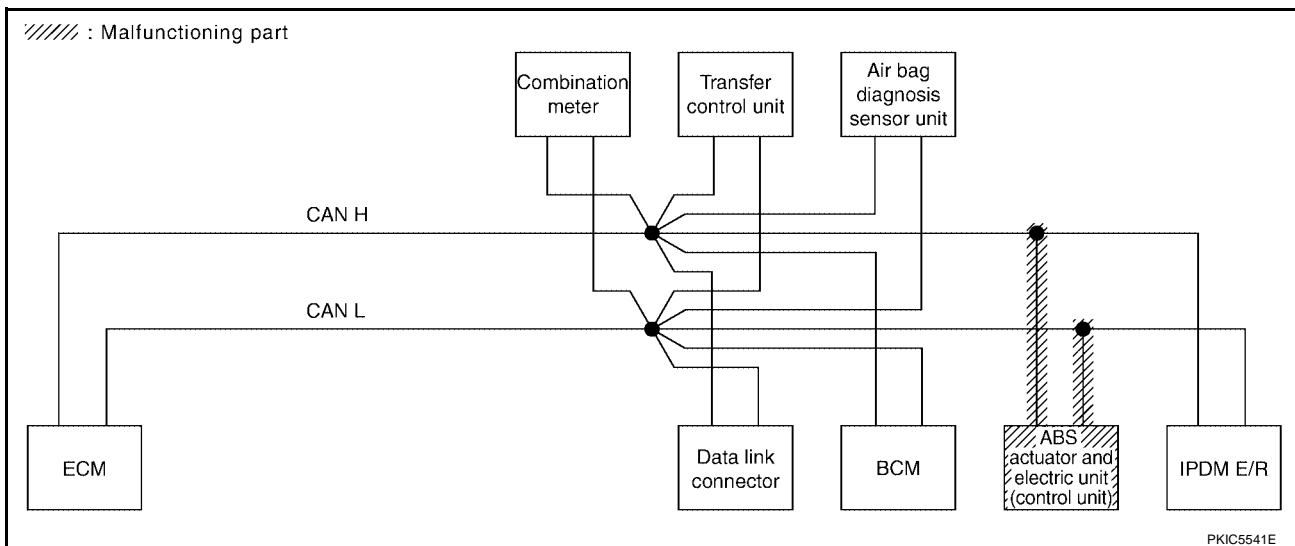 : Malfunctioning part
Combination
meter
Transfer
control unit
Air bag
diagnosis
sensor unit
CAN H
CAN L
ECM
Data link
connector
BCM
ABS
actuator and
electric unit
(control unit)
IPDM E/R
PKIC5541E